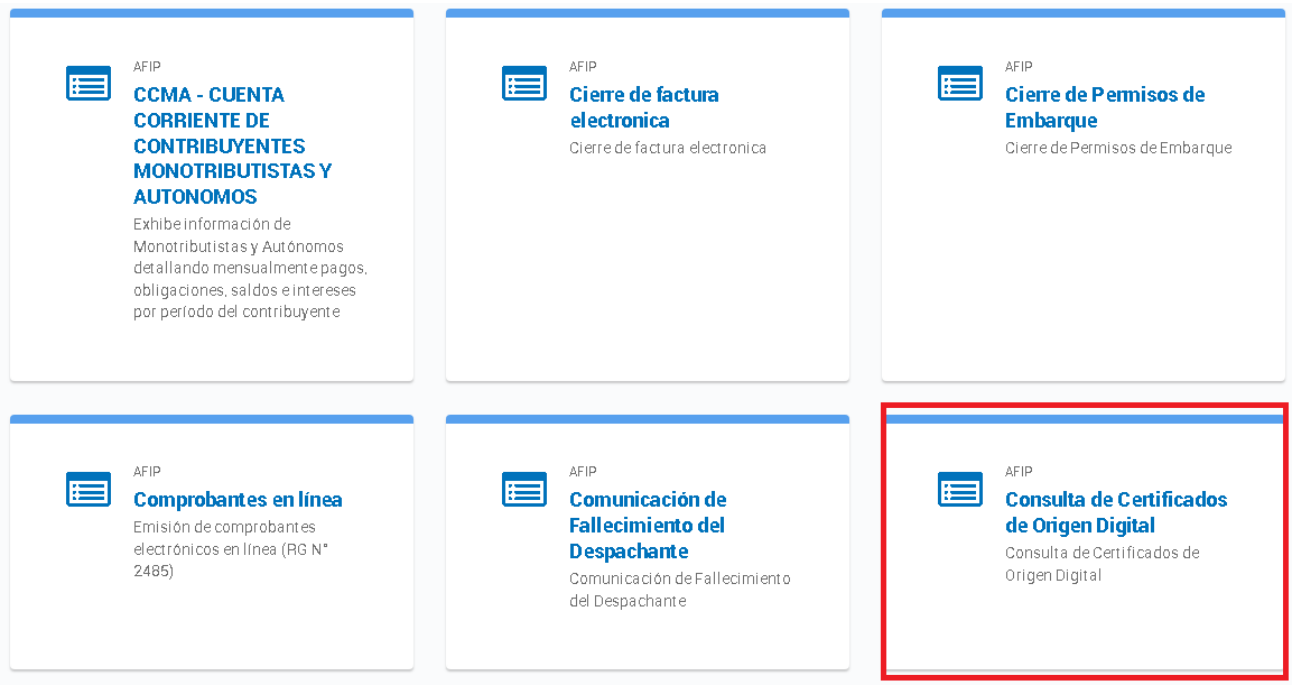 AFIP
CCMA - CUENTA
CORRIENTE DE
CONTRIBUYENTES
MONOTRIBUTISTAS Y
AUTONOMOS
Exhibe información de
Monotributistas y Autónomos
detallando mensualmente pagos,
obligaciones, saldos e intereses
por período del contribuyente
AFIP
Cierre de factura
electronica
Cierre de factura electronica
AFIP
Cierre de Permisos de
Embarque
Cierre de Permisos de Embarque
AFIP
Comprobantes en línea
Emisión de comprobantes
electrónicos en línea (RG N°
2485)
AFIP
Comunicación de
Fallecimiento del
Despachante
Comunicación de Fallecimiento
del Despachante
AFIP
Consulta de Certificados
de Origen Digital
Consulta de Certificados de
Origen Digital